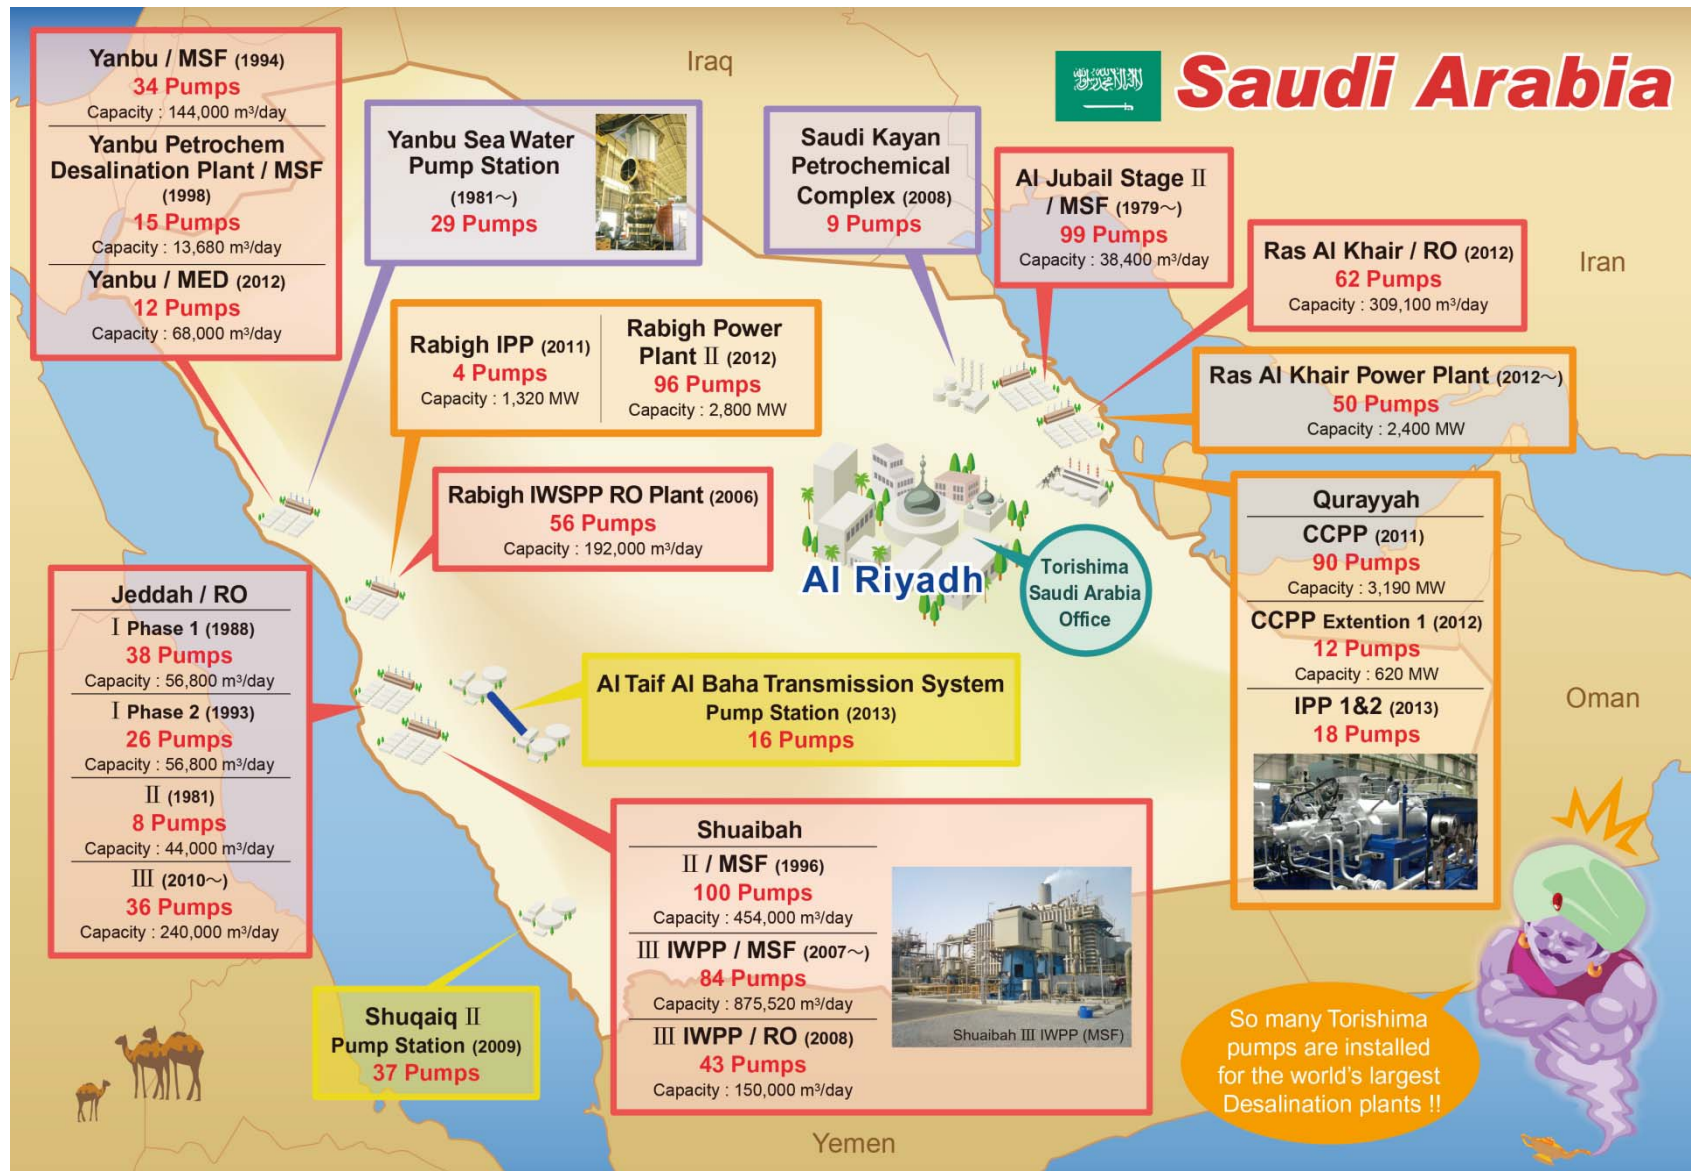 Saudi Arabia
Iraq
Iran
Oman
Yemen
Yanbu / MSF (1994)
34 Pumps
Capacity : 144,000 m³/day
Yanbu Petrochem
Desalination Plant / MSF
(1998)
15 Pumps
Capacity : 13,680 m³/day
Yanbu / MED (2012)
12 Pumps
Capacity : 68,000 m³/day
Yanbu Sea Water
Pump Station
(1981～)
29 Pumps
Saudi Kayan
Petrochemical
Complex (2008)
9 Pumps
Al Jubail Stage Ⅱ
/ MSF (1979～)
99 Pumps
Capacity : 38,400 m³/day
Ras Al Khair / RO (2012)
62 Pumps
Capacity : 309,100 m³/day
Rabigh IPP (2011)
4 Pumps
Capacity : 1,320 MW
Rabigh Power
Plant Ⅱ (2012)
96 Pumps
Capacity : 2,800 MW
Ras Al Khair Power Plant (2012～)
50 Pumps
Capacity : 2,400 MW
Rabigh IWSPP RO Plant (2006)
56 Pumps
Capacity : 192,000 m³/day
Al Riyadh
Torishima
Saudi Arabia
Office
Qurayyah
CCPP (2011)
90 Pumps
Capacity : 3,190 MW
CCPP Extention 1 (2012)
12 Pumps
Capacity : 620 MW
IPP 1&2 (2013)
18 Pumps
Jeddah / RO
Ⅰ Phase 1 (1988)
38 Pumps
Capacity : 56,800 m³/day
Ⅰ Phase 2 (1993)
26 Pumps
Capacity : 56,800 m³/day
Ⅱ (1981)
8 Pumps
Capacity : 44,000 m³/day
Ⅲ (2010～)
36 Pumps
Capacity : 240,000 m³/day
Al Taif Al Baha Transmission System
Pump Station (2013)
16 Pumps
Shuaibah
Ⅱ / MSF (1996)
100 Pumps
Capacity : 454,000 m³/day
Ⅲ IWPP / MSF (2007～)
84 Pumps
Capacity : 875,520 m³/day
Ⅲ IWPP / RO (2008)
43 Pumps
Capacity : 150,000 m³/day
Shuaibah Ⅲ IWPP (MSF)
Shuqaiq Ⅱ
Pump Station (2009)
37 Pumps
So many Torishima
pumps are installed
for the world's largest
Desalination plants !!